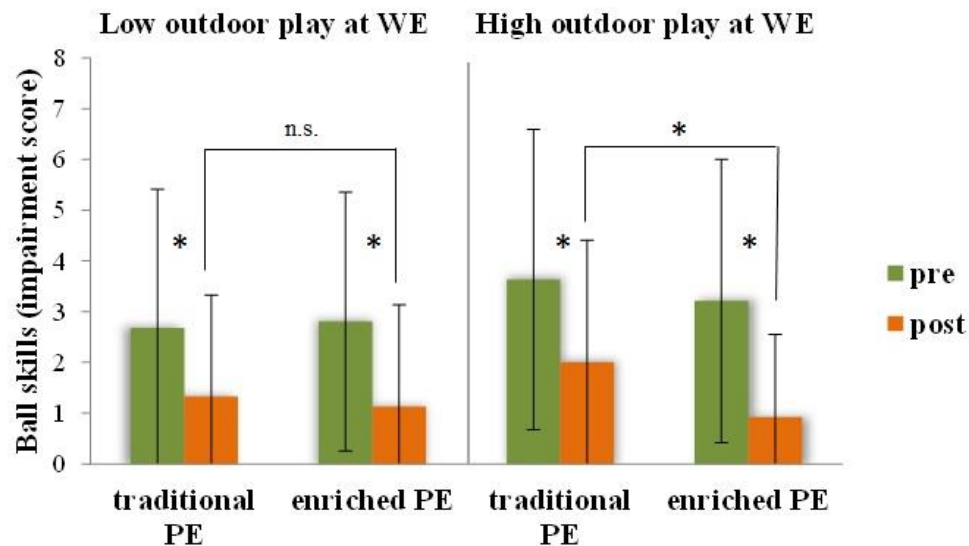 Low outdoor play at WE
High outdoor play at WE
Ball skills (impairment score)
8
7
6
5
4
3
2
1
0
n.s.
*
*
*
*
*
pre
post
traditional
PE
enriched PE
traditional
PE
enriched PE